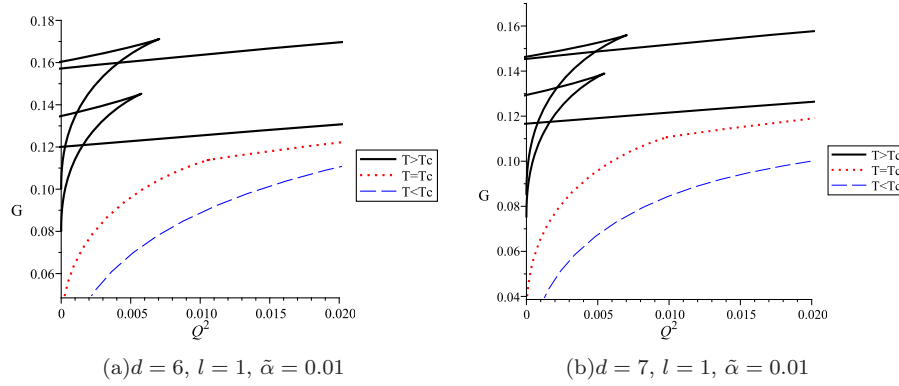 0.18
0.16
0.14
0.12
0.10
0.08
0.06
G
0
0.005
0.010
0.015
0.020
Q²
T>Tc
T=Tc
T<Tc
(a)d = 6, l = 1, α̃ = 0.01
0.16
0.14
0.12
0.10
0.08
0.06
0.04
G
0
0.005
0.010
0.015
0.020
Q²
T>Tc
T=Tc
T<Tc
(b)d = 7, l = 1, α̃ = 0.01